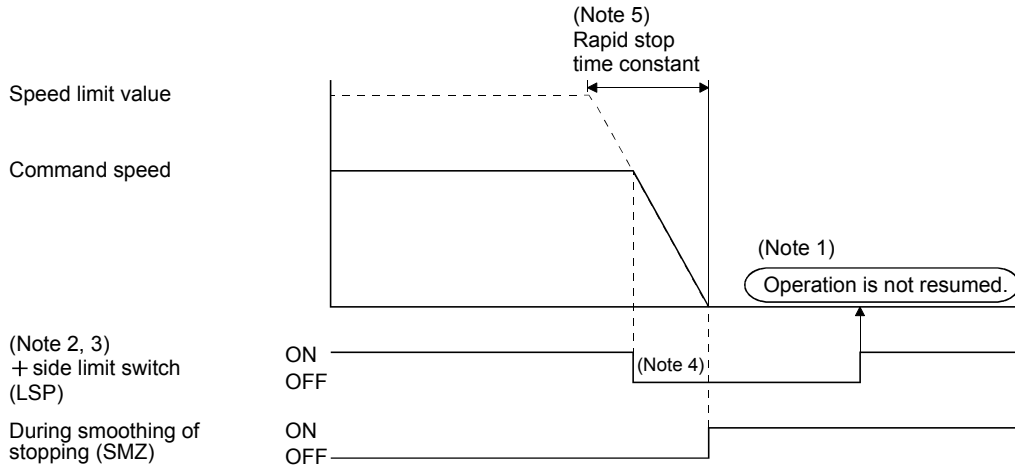 (Note 5)
Rapid stop
time constant
Speed limit value
Command speed
(Note 1)
Operation is not resumed.
(Note 2, 3)
+ side limit switch
(LSP)
ON
OFF
(Note 4)
During smoothing of
stopping (SMZ)
ON
OFF